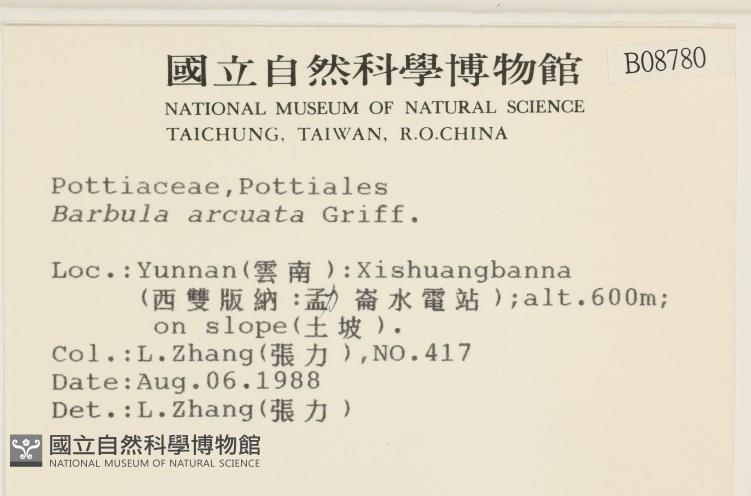 國立自然科學博物館
B08780
NATIONAL MUSEUM OF NATURAL SCIENCE
TAICHUNG, TAIWAN, R.O.CHINA
Pottiaceae,Pottiales
Barbula arcuata Griff.
Loc.:Yunnan(雲南):Xishuangbanna
(西雙版納:孟力崙水電站);alt.600m;
on slope(土坡).
Col.:L.Zhang(張力),NO.417
Date:Aug.06.1988
Det.:L.Zhang(張力)
國立自然科學博物館
NATIONAL MUSEUM OF NATURAL SCIENCE